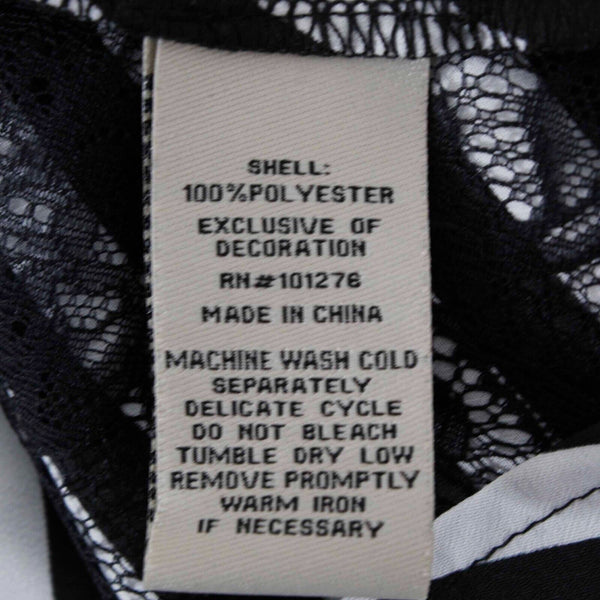 SHELL:
100%POLYESTER
EXCLUSIVE OF
DECORATION
RN#101276
MADE IN CHINA
MACHINE WASH COLD
SEPARATELY
DELICATE CYCLE
DO NOT BLEACH
TUMBLE DRY LOW
REMOVE PROMPTLY
WARM IRON
IF NECESSARY